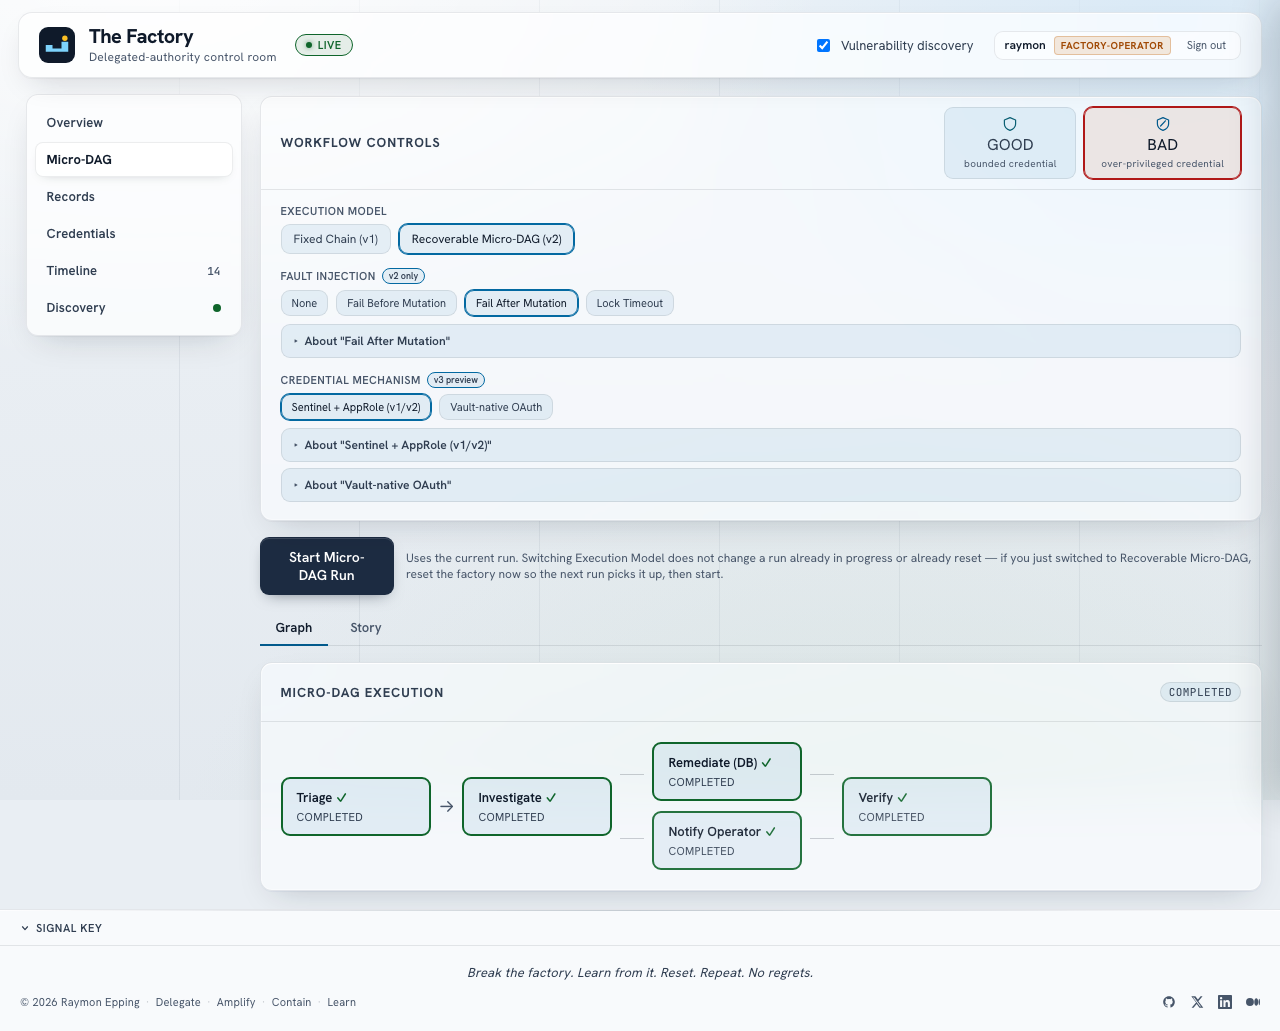 The Factory
Delegated-authority control room
LIVE
Vulnerability discovery
raymon
FACTORY-OPERATOR
Sign out
Overview
Micro-DAG
Records
Credentials
Timeline
14
Discovery
WORKFLOW CONTROLS
GOOD
bounded credential
BAD
over-privileged credential
EXECUTION MODEL
Fixed Chain (v1)
Recoverable Micro-DAG (v2)
FAULT INJECTION
v2 only
None
Fail Before Mutation
Fail After Mutation
Lock Timeout
About "Fail After Mutation"
CREDENTIAL MECHANISM
v3 preview
Sentinel + AppRole (v1/v2)
Vault-native OAuth
About "Sentinel + AppRole (v1/v2)"
About "Vault-native OAuth"
Start Micro-
DAG Run
Uses the current run. Switching Execution Model does not change a run already in progress or already reset — if you just switched to Recoverable Micro-DAG,
reset the factory now so the next run picks it up, then start.
Graph
Story
MICRO-DAG EXECUTION
COMPLETED
Triage ✓
COMPLETED
Investigate ✓
COMPLETED
Remediate (DB) ✓
COMPLETED
Notify Operator ✓
COMPLETED
Verify ✓
COMPLETED
SIGNAL KEY
Break the factory. Learn from it. Reset. Repeat. No regrets.
© 2026 Raymon Epping · Delegate · Amplify · Contain · Learn